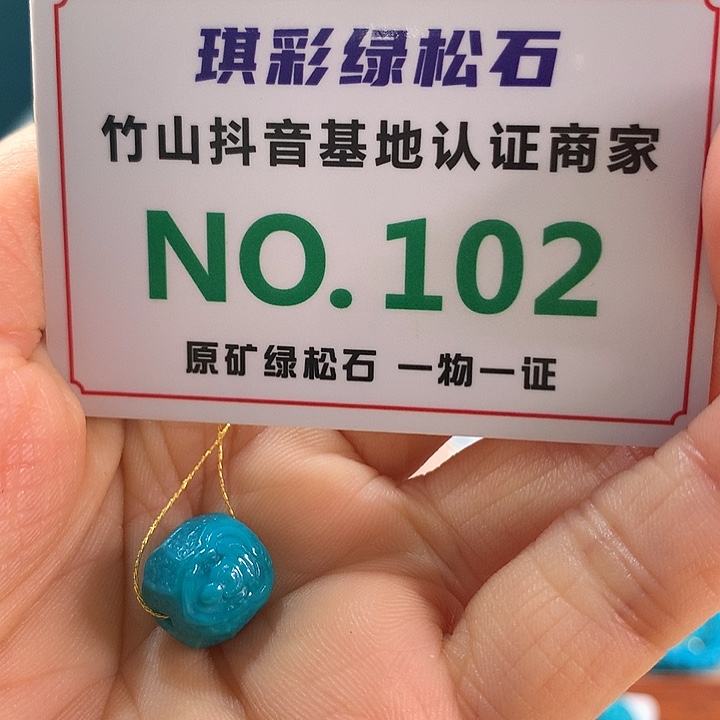 琪彩绿松石
竹山抖音基地认证商家
NO.102
原矿绿松石 一物一证